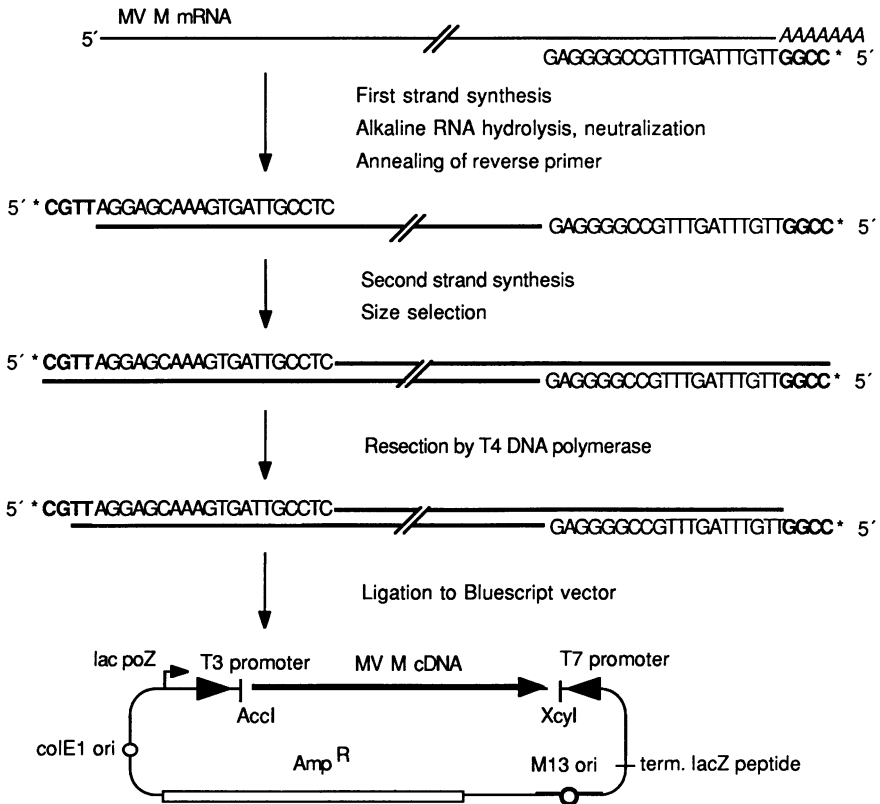 MV M mRNA
5´ AAAAAAA
GAGGGGCCGTTTGATTTGTTGGCC * 5´
First strand synthesis
Alkaline RNA hydrolysis, neutralization
Annealing of reverse primer
5´ * CGTTAGGAGCAAAGTGATTGCCTC
GAGGGGCCGTTTGATTTGTTGGCC * 5´
Second strand synthesis
Size selection
5´ * CGTTAGGAGCAAAGTGATTGCCTC
GAGGGGCCGTTTGATTTGTTGGCC * 5´
Resection by T4 DNA polymerase
5´ * CGTTAGGAGCAAAGTGATTGCCTC
GAGGGGCCGTTTGATTTGTTGGCC * 5´
Ligation to Bluescript vector
lac poZ T3 promoter MV M cDNA T7 promoter
AccI XcyI
colE1 ori Amp R M13 ori term. lacZ peptide